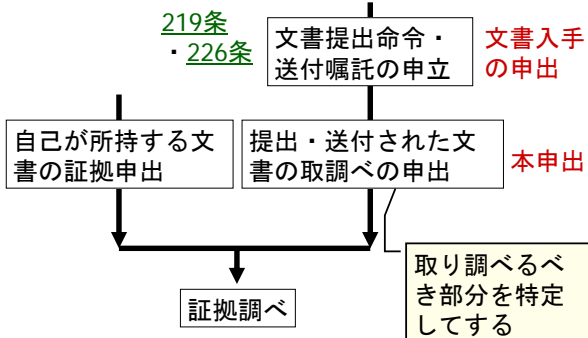 219条
・226条
文書提出命令・
送付嘱託の申立
文書入手
の申出
自己が所持する文
書の証拠申出
提出・送付された文
書の取調べの申出
本申出
取り調べるべ
き部分を特定
してする
証拠調べ